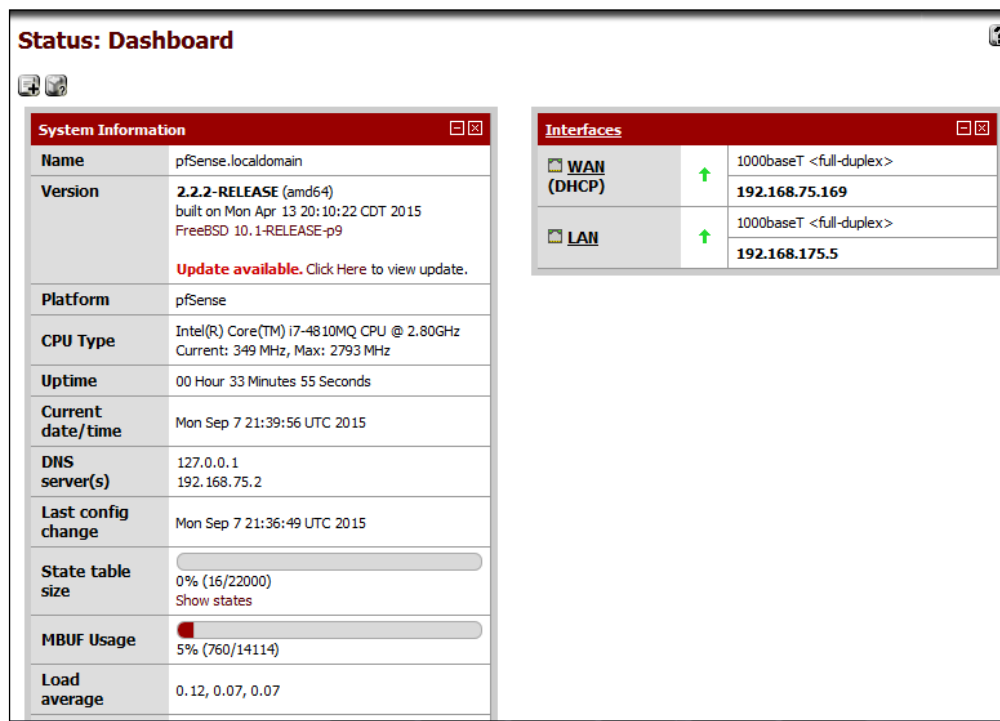 Status: Dashboard
System Information
Name
pfSense.localdomain
Version
2.2.2-RELEASE (amd64)
built on Mon Apr 13 20:10:22 CDT 2015
FreeBSD 10.1-RELEASE-p9
Update available. Click Here to view update.
Platform
pfSense
CPU Type
Intel(R) Core(TM) i7-4810MQ CPU @ 2.80GHz
Current: 349 MHz, Max: 2793 MHz
Uptime
00 Hour 33 Minutes 55 Seconds
Current
date/time
Mon Sep 7 21:39:56 UTC 2015
DNS
server(s)
127.0.0.1
192.168.75.2
Last config
change
Mon Sep 7 21:36:49 UTC 2015
State table
size
0% (16/22000)
Show states
MBUF Usage
5% (760/14114)
Load
average
0.12, 0.07, 0.07
Interfaces
WAN
(DHCP)
1000baseT <full-duplex>
192.168.75.169
LAN
1000baseT <full-duplex>
192.168.175.5